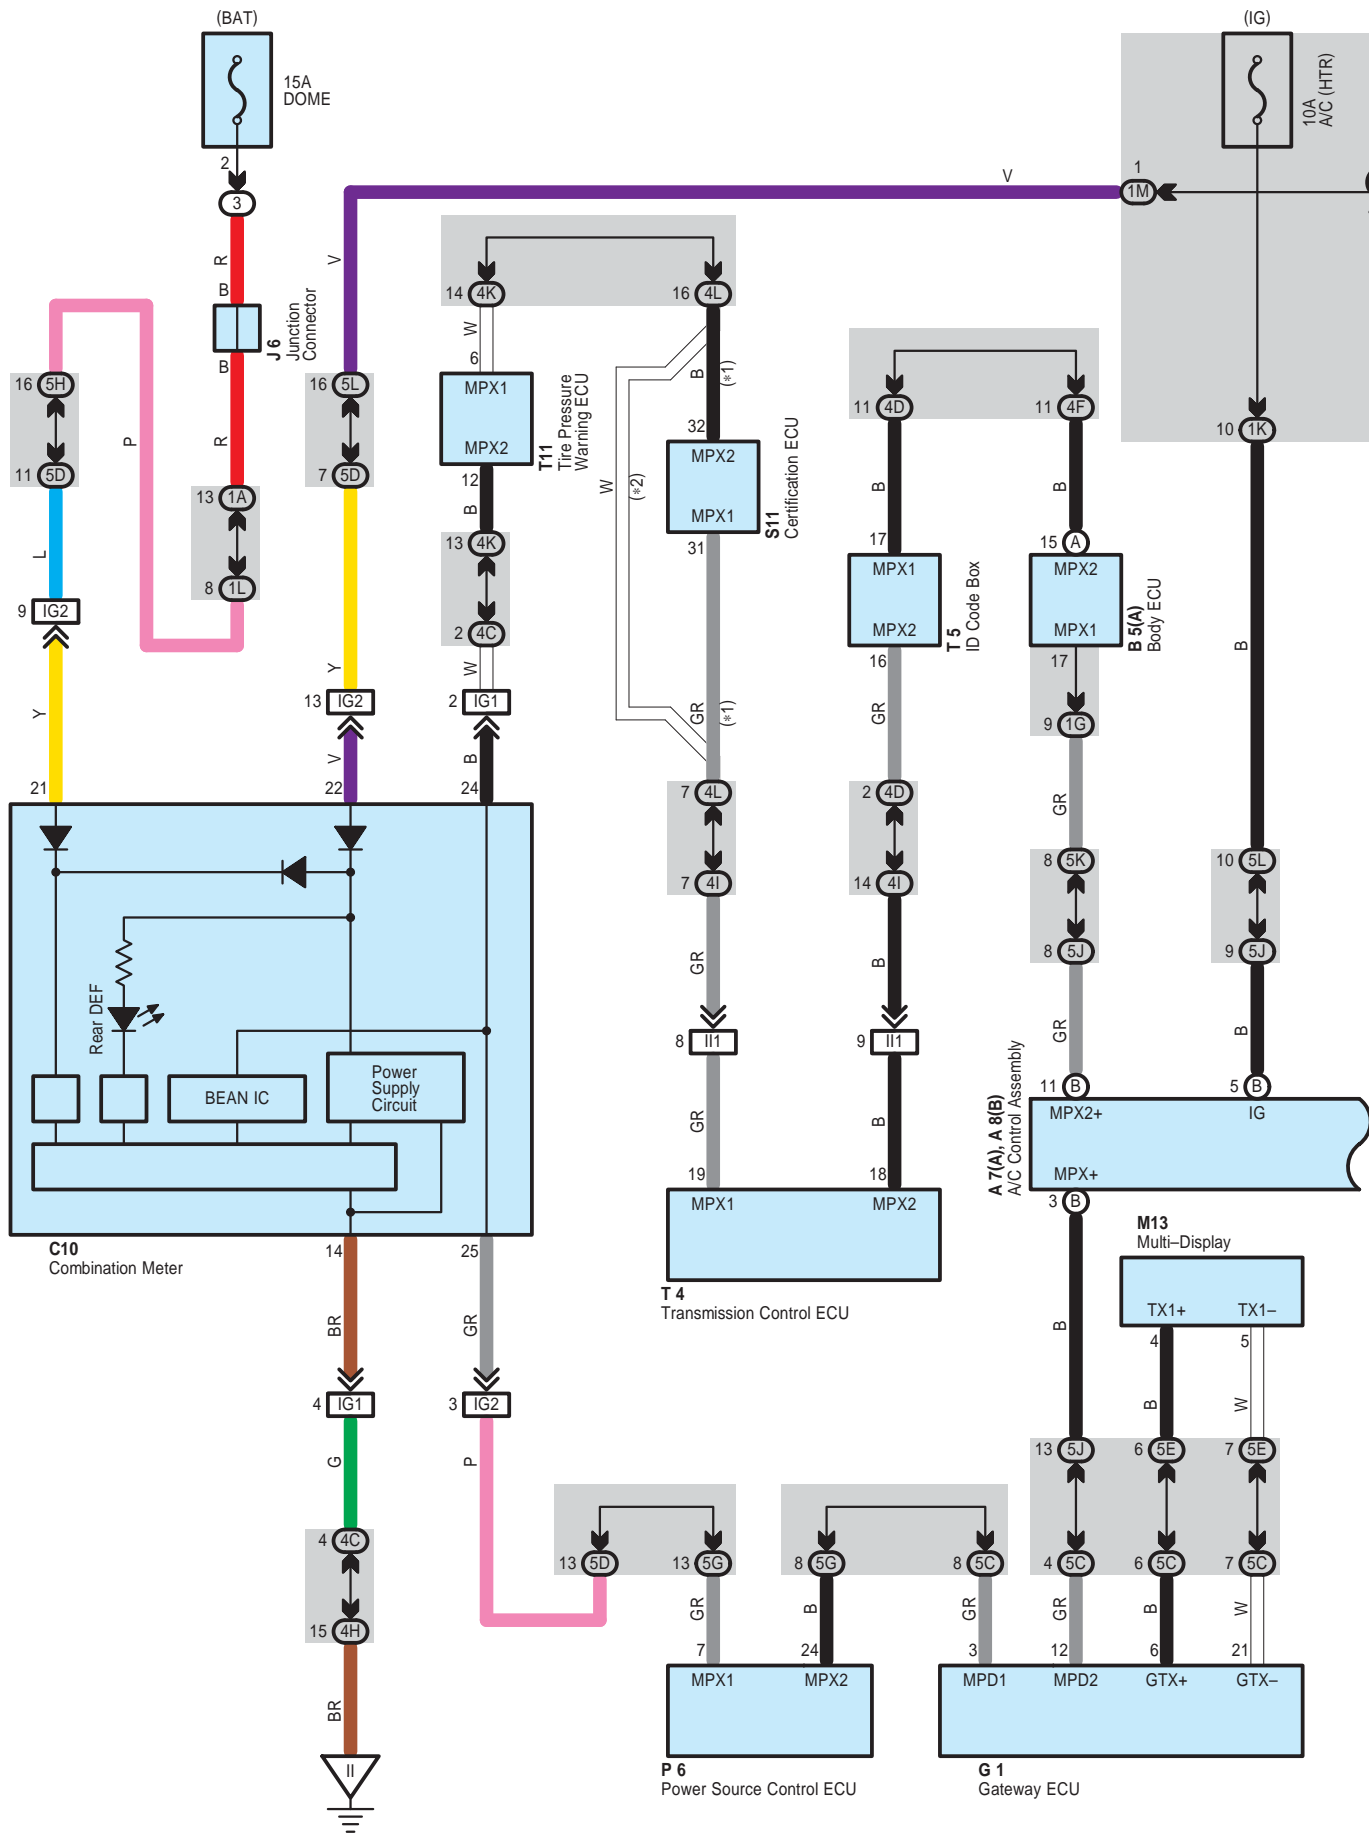 (BAT)
(IG)
15A
DOME
10A
A/C (HTR)
2
3
1
1M
V
R
V
B
J 6
Junction
Connector
B
14 4K
16 4L
W
6
MPX1
MPX2
T11
Tire Pressure
Warning ECU
B
(*1)
16 5H
16 5L
11 4D
11 4F
10 1K
P
R
32
MPX2
MPX1
S11
Certification ECU
W
(*2)
11 5D
7 5D
12
B
13 1A
13 4K
31
B
B
17
15 A
L
8 1L
MPX1
MPX2
T 5
ID Code Box
MPX2
MPX1
B 5(A)
Body ECU
9 IG2
2 4C
W
Y
16
17
B
13 IG2
2 IG1
GR
(*1)
GR
9 1G
Y
V
B
21
22
24
7 4L
2 4D
GR
8 5K
10 5L
7 4I
14 4I
8 5J
9 5J
GR
B
Rear DEF
GR
B
8 II1
9 II1
BEAN IC
Power
Supply
Circuit
11 B
5 B
MPX2+
IG
MPX+
A 7(A), A 8(B)
A/C Control Assembly
GR
B
19
18
MPX1
MPX2
3 B
C10
Combination Meter
14
25
M13
Multi–Display
TX1+
TX1–
T 4
Transmission Control ECU
BR
GR
B
4
5
4 IG1
3 IG2
B
W
G
P
13 5J
6 5E
7 5E
4 4C
13 5D
13 5G
8 5G
8 5C
4 5C
6 5C
7 5C
15 4H
GR
B
GR
GR
B
W
7
24
3
12
6
21
MPX1
MPX2
MPD1
MPD2
GTX+
GTX–
BR
II
P 6
Power Source Control ECU
G 1
Gateway ECU